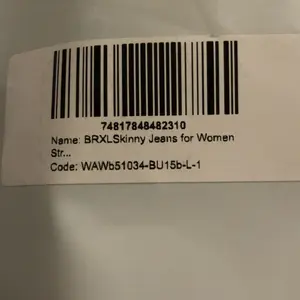 74817848482310
Name: BRXLSkinny Jeans for Women
Str...
Code: WAWb51034-BU15b-L-1